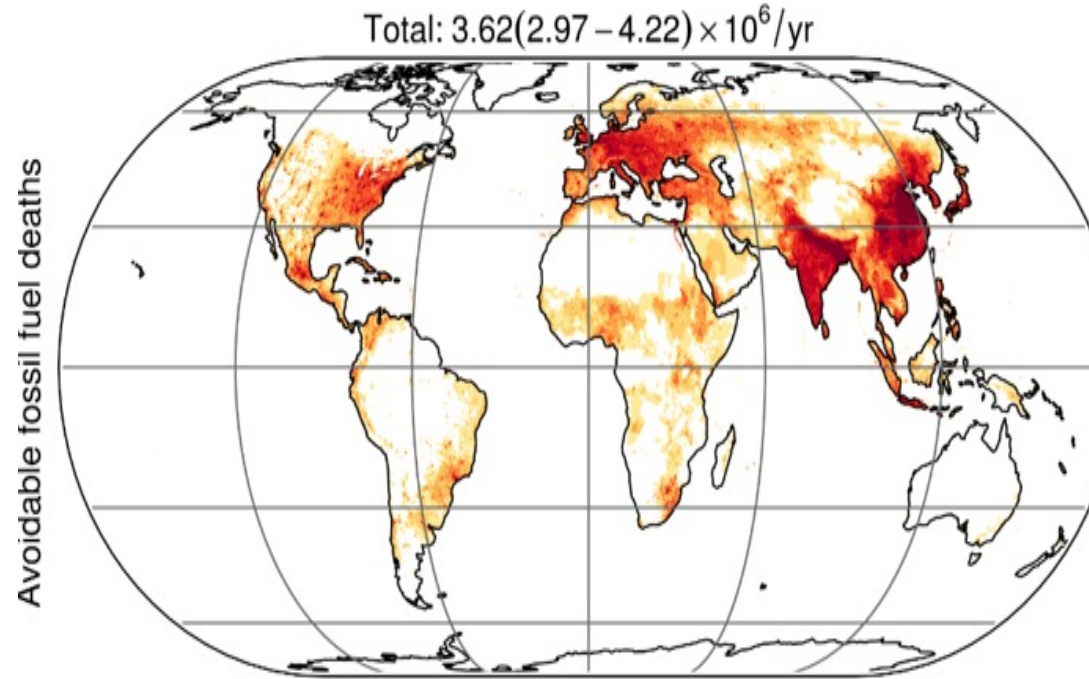 Total: 3.62(2.97−4.22)×10⁶/yr
Avoidable fossil fuel deaths